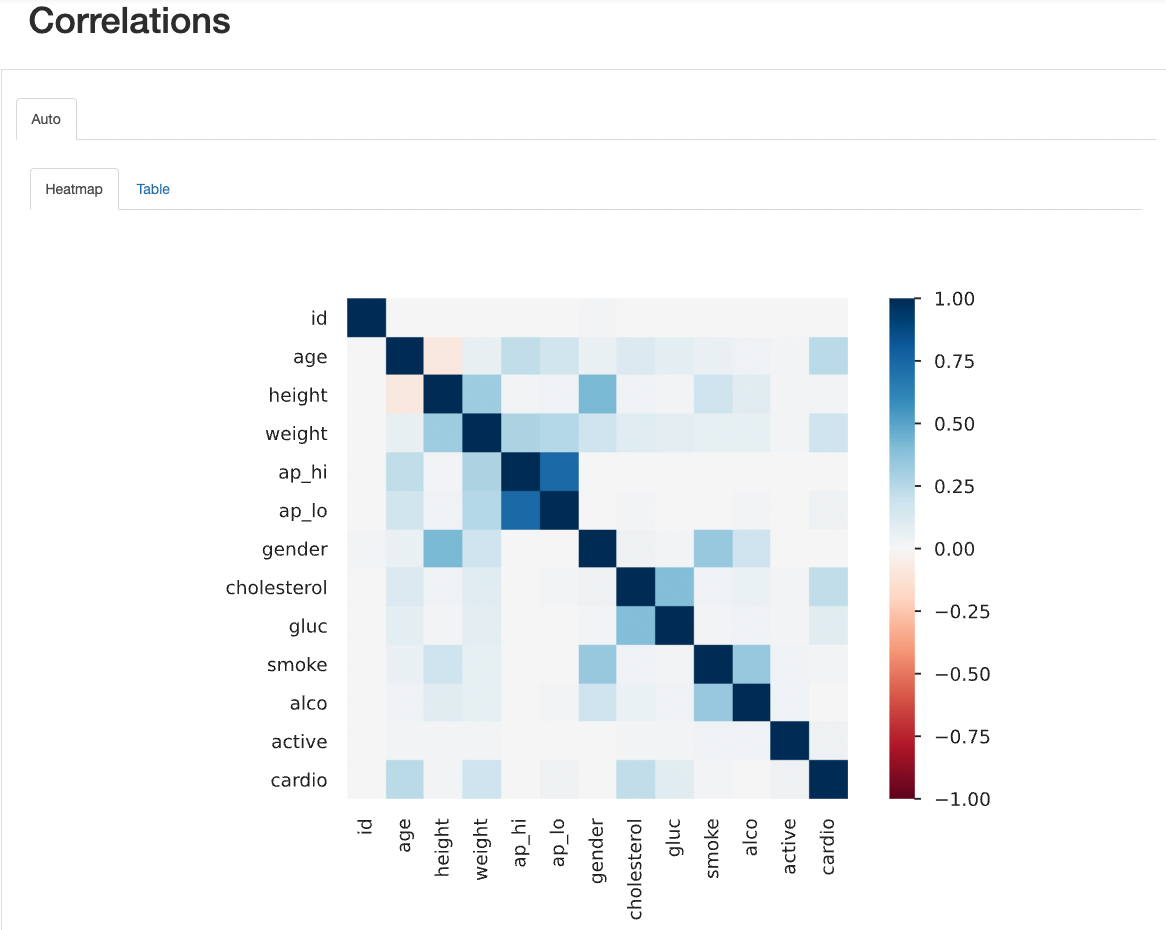 Correlations
Auto
Heatmap Table
id
age
height
weight
ap_hi
ap_lo
gender
cholesterol
gluc
smoke
alco
active
cardio
id age height weight ap_hi ap_lo gender cholesterol gluc smoke alco active cardio
1.00
0.75
0.50
0.25
0.00
−0.25
−0.50
−0.75
−1.00